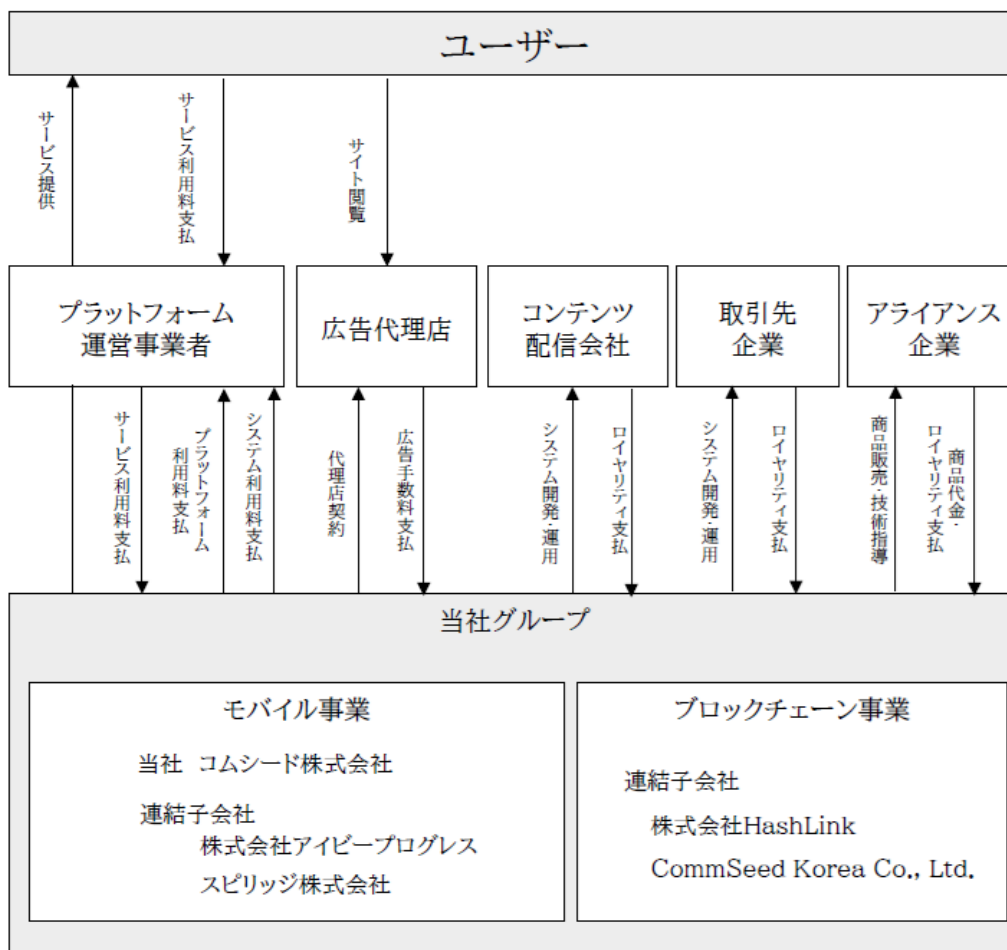 ユーザー
サービス提供
サービス利用料支払
サイト閲覧
プラットフォーム
運営事業者
広告代理店
コンテンツ
配信会社
取引先
企業
アライアンス
企業
サービス利用料支払
プラットフォーム
利用料支払
システム利用料支払
代理店契約
広告手数料支払
システム開発・運用
ロイヤリティ支払
システム開発・運用
ロイヤリティ支払
商品販売・技術指導
商品代金・
ロイヤリティ支払
当社グループ
モバイル事業
当社 コムシード株式会社
連結子会社
株式会社アイビープログレス
スピリッジ株式会社
ブロックチェーン事業
連結子会社
株式会社HashLink
CommSeed Korea Co., Ltd.